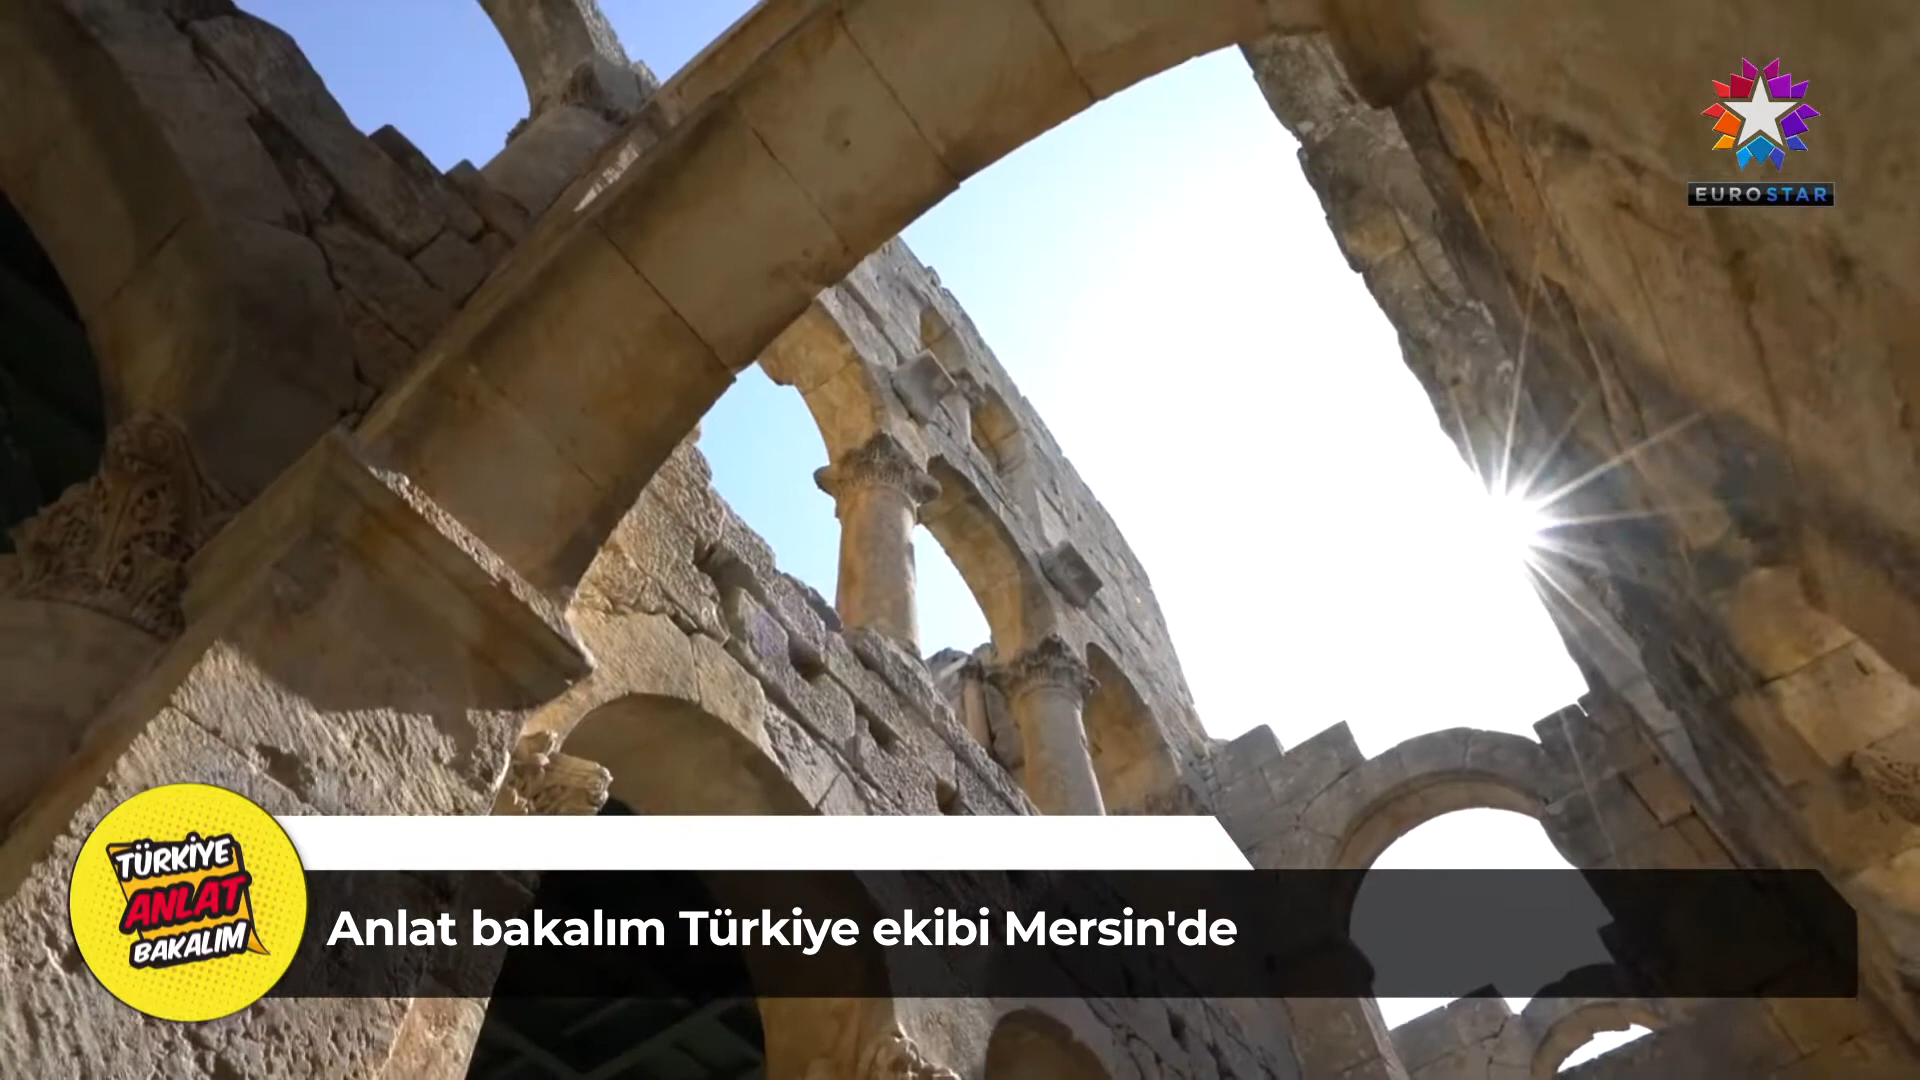 EUROSTAR
TÜRKİYE
ANLAT
BAKALIM
Anlat bakalım Türkiye ekibi Mersin'de